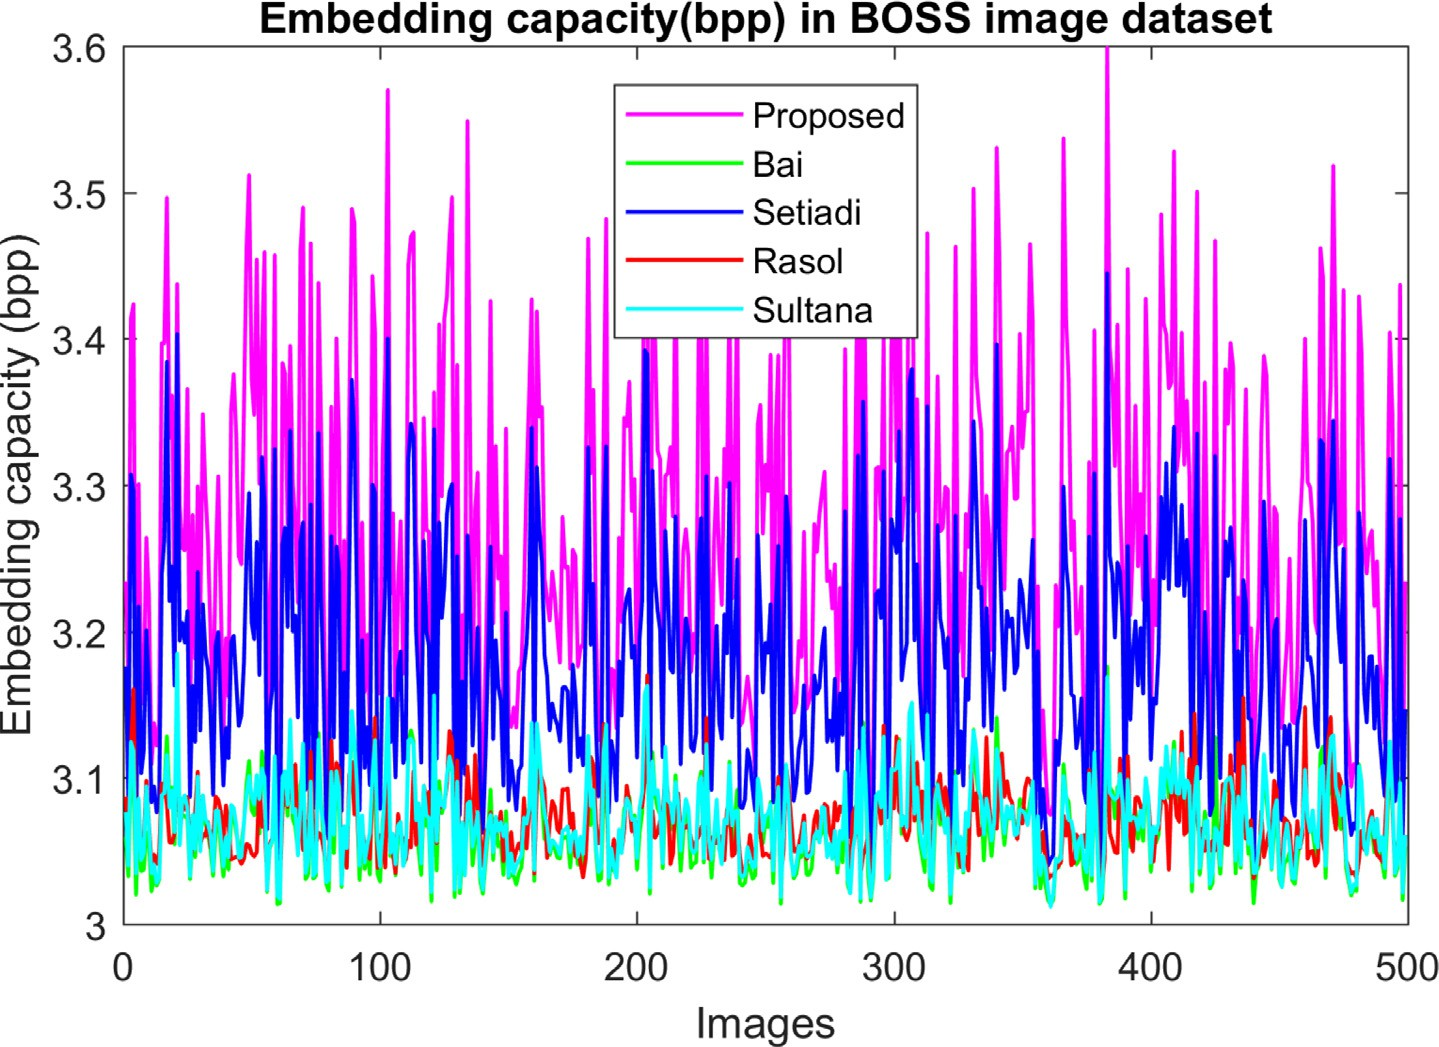 Embedding capacity(bpp) in BOSS image dataset
3.6
3.5
3.4
3.3
3.2
3.1
3
Embedding capacity (bpp)
Proposed
Bai
Setiadi
Rasol
Sultana
0 100 200 300 400 500
Images